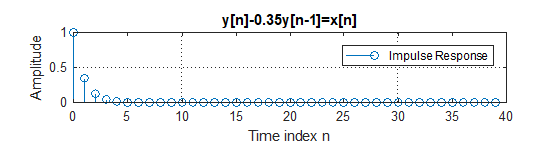 y[n]-0.35y[n-1]=x[n]
Amplitude
1
0.5
0
Impulse Response
0 5 10 15 20 25 30 35 40
Time index n